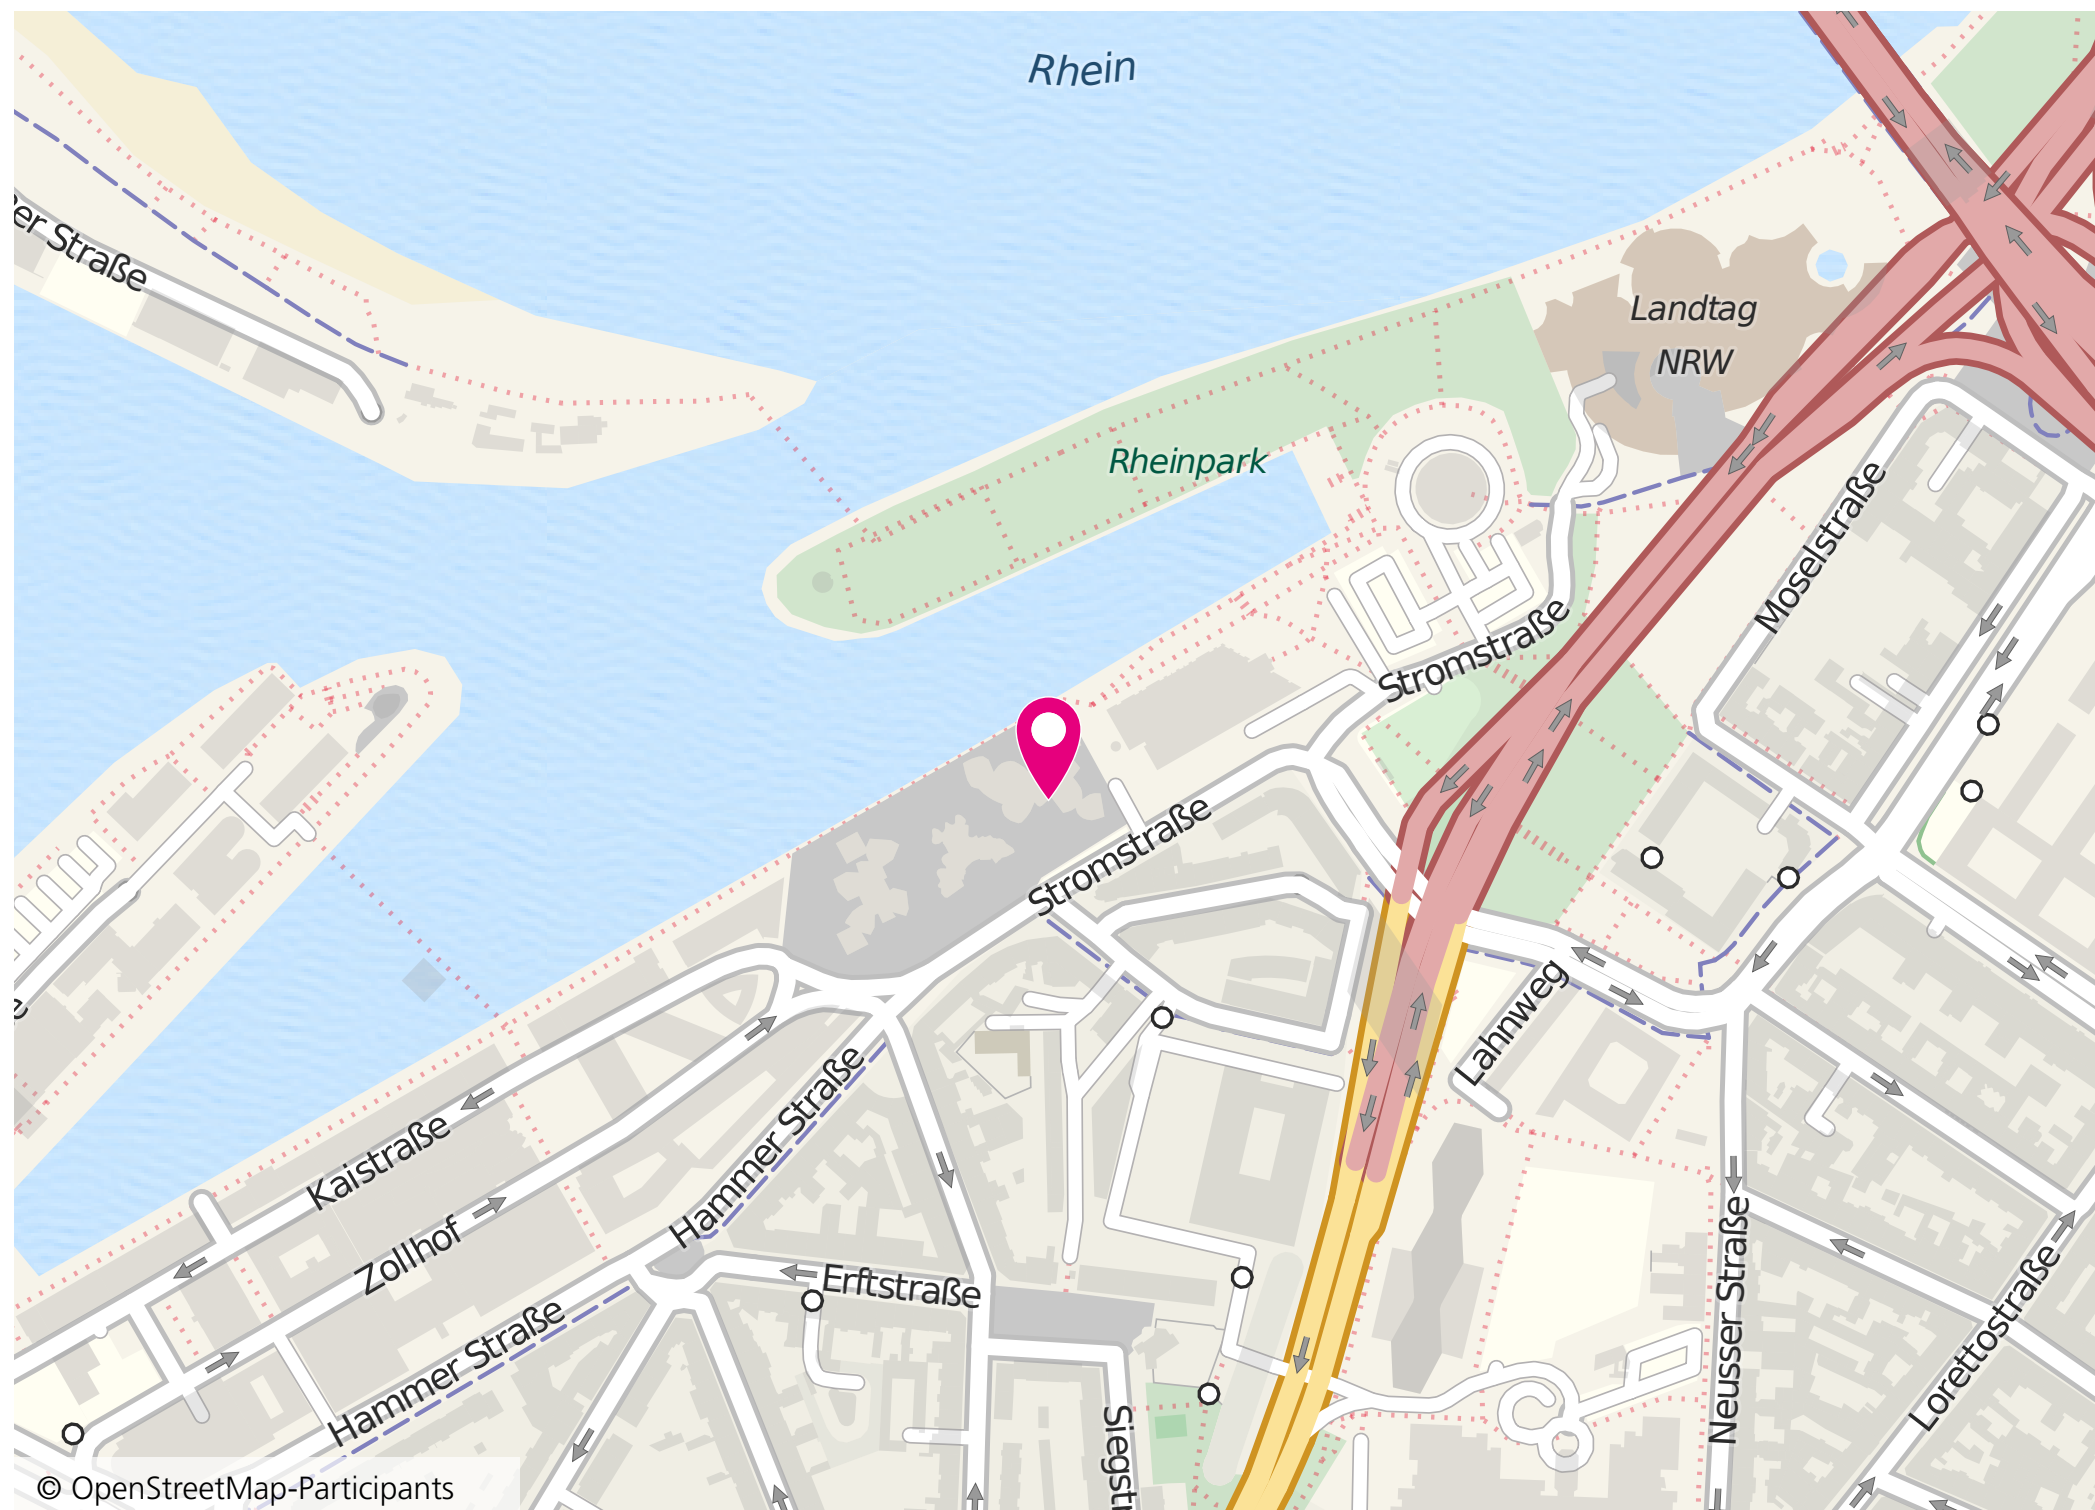 Rhein
Straße
Landtag
NRW
Rheinpark
Moselstraße
Stromstraße
Stromstraße
Lahnweg
Kaistraße
Hammer Straße
Zollhof
Erftstraße
Hammer Straße
Neusser Straße
Lorettostraße
Siegstr
© OpenStreetMap-Participants